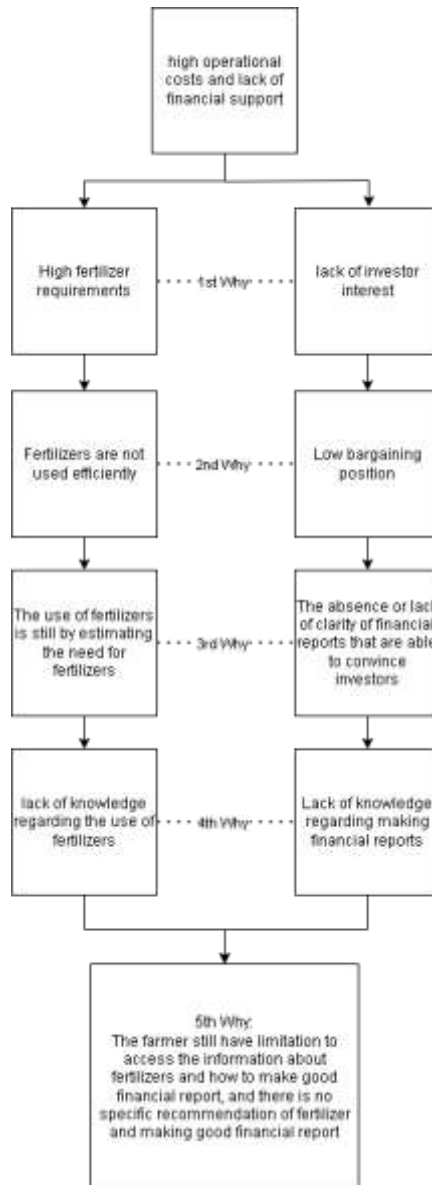 high operational
costs and lack of
financial support
High fertilizer
requirements
1st Why
lack of investor
interest
Fertilizers are not
used efficiently
2nd Why
Low bargaining
position
The use of fertilizers
is still by estimating
the need for
fertilizers
3rd Why
The absence or lack
of clarity of financial
reports that are able
to convince
investors
lack of knowledge
regarding the use of
fertilizers
4th Why
Lack of knowledge
regarding making
financial reports
5th Why:
The farmer still have limitation to
access the information about
fertilizers and how to make good
financial report, and there is no
specific recommendation of fertilizer
and making good financial report